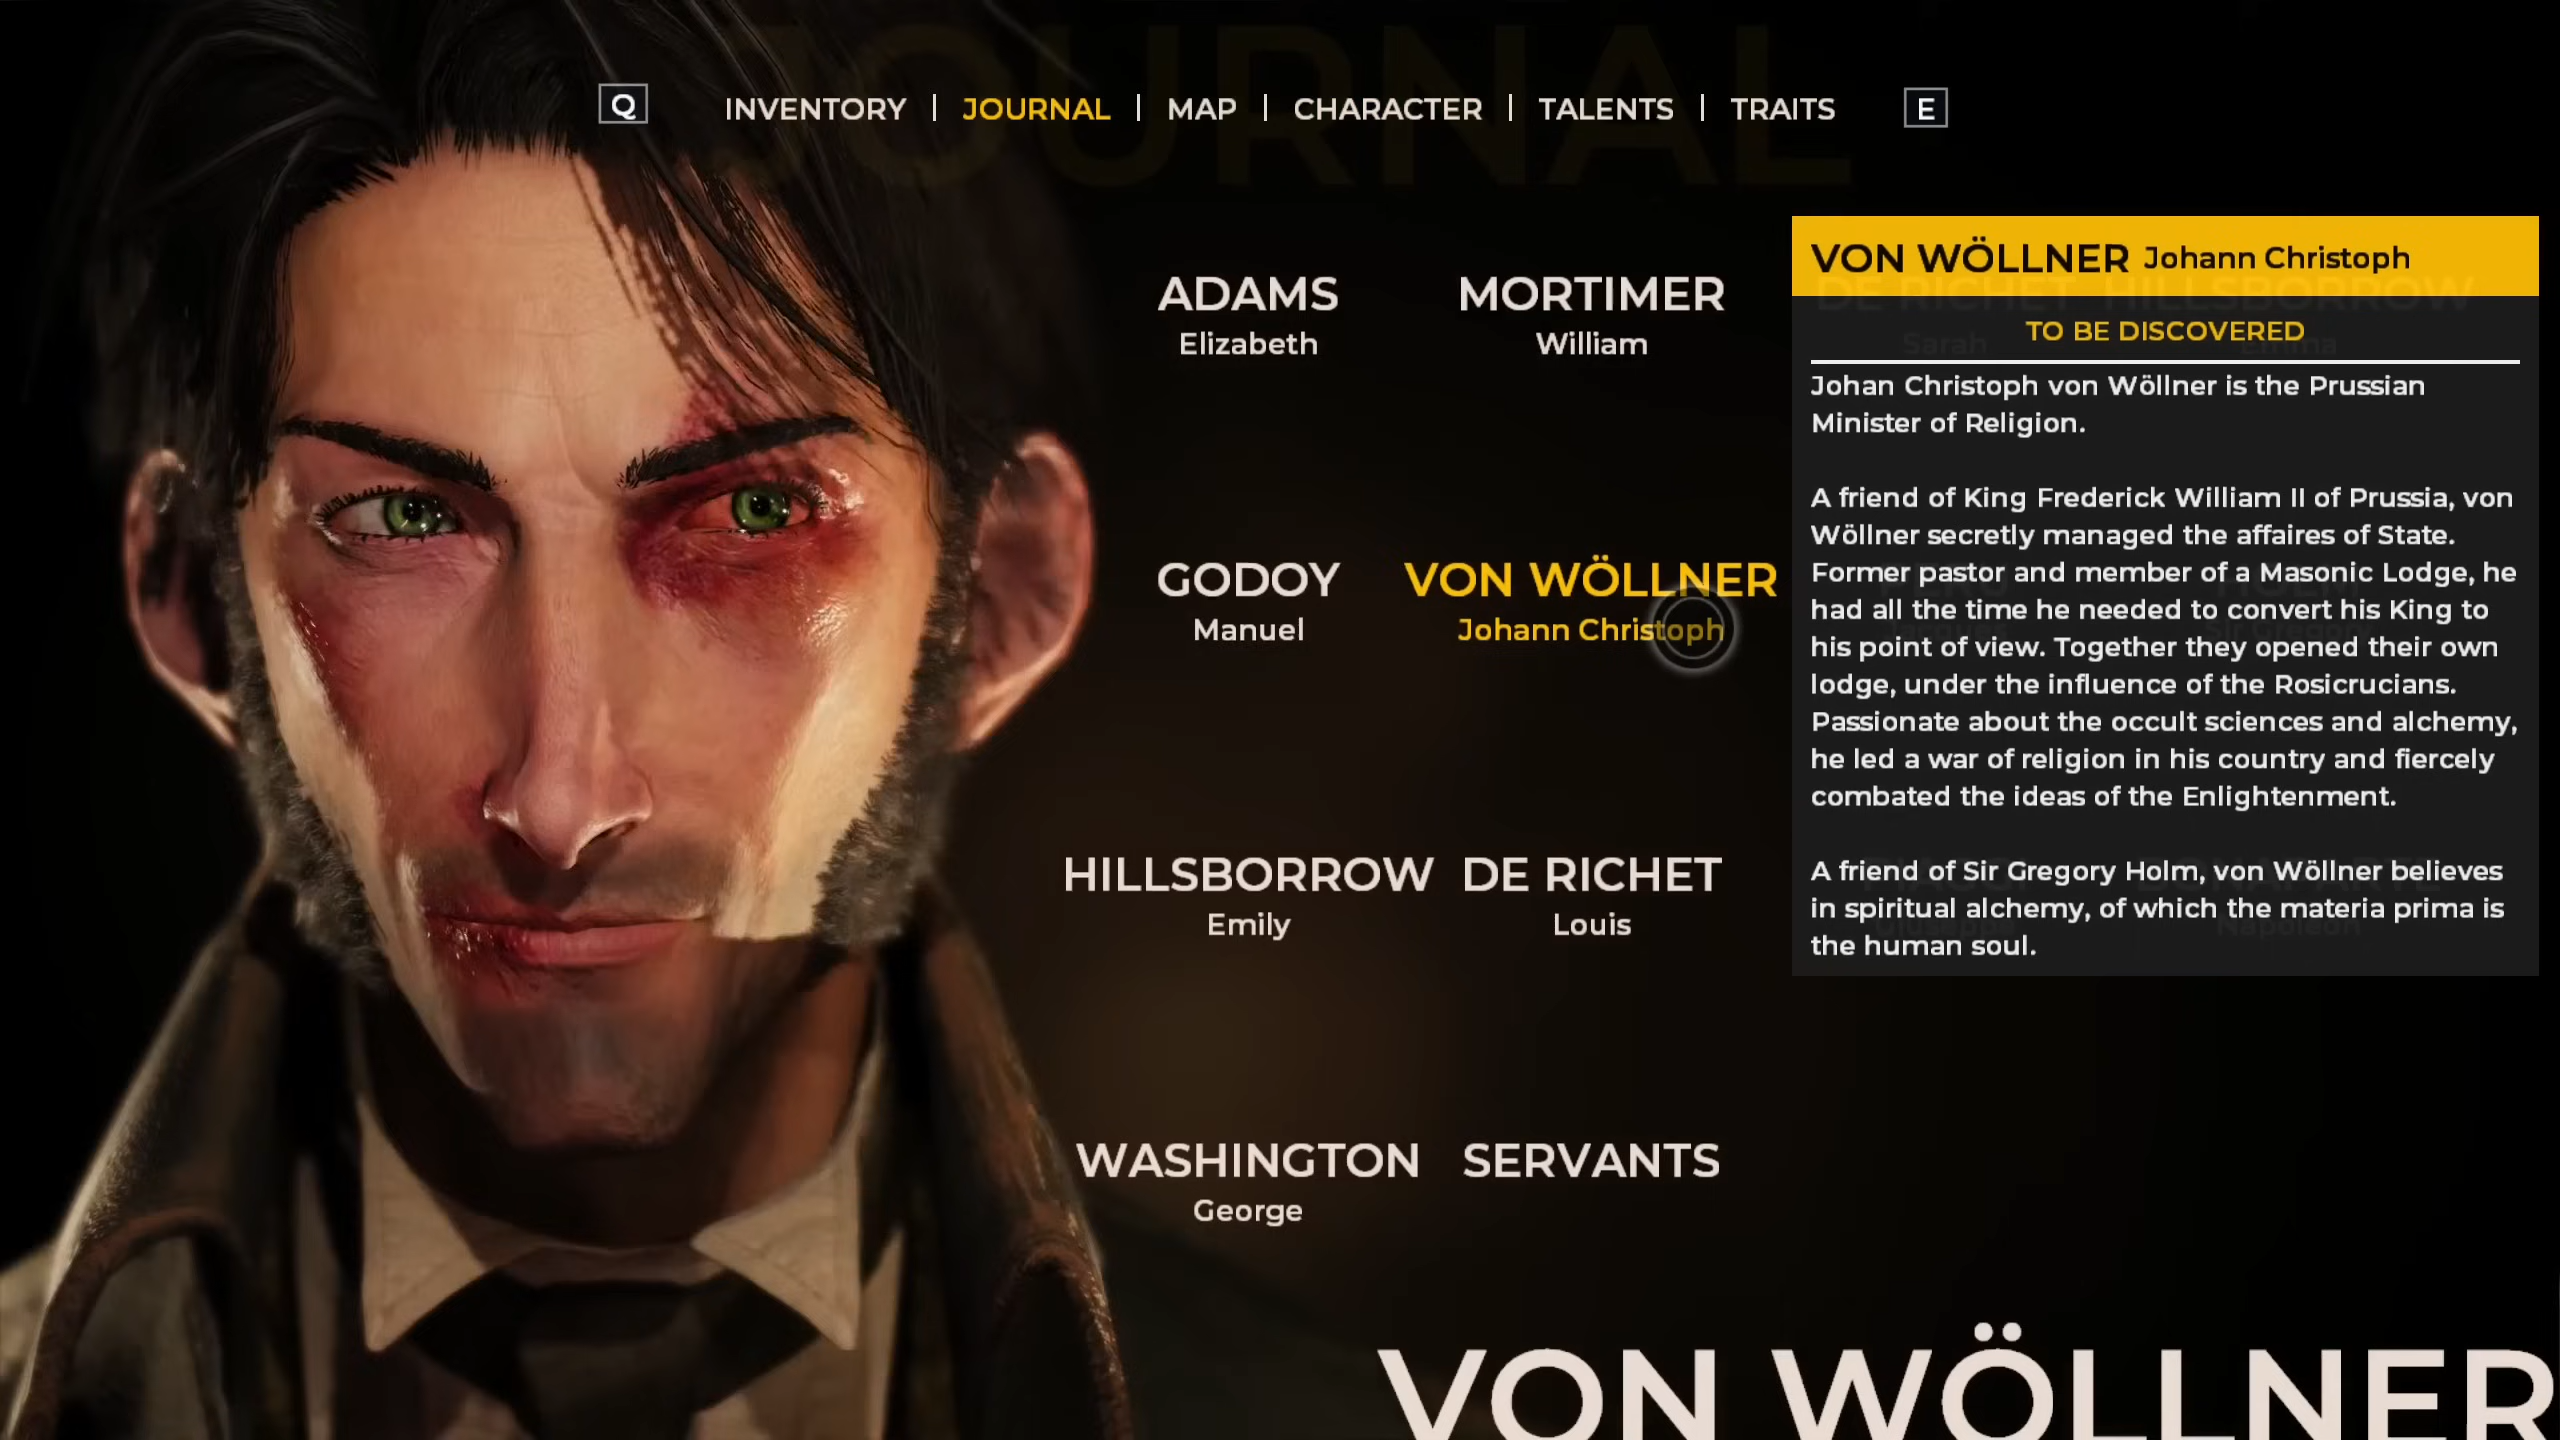 JOURNAL
Q INVENTORY | JOURNAL | MAP | CHARACTER | TALENTS | TRAITS E
ADAMS
Elizabeth
MORTIMER
William
GODOY
Manuel
VON WÖLLNER
Johann Christoph
HILLSBORROW
Emily
DE RICHET
Louis
WASHINGTON
George
SERVANTS
VON WÖLLNER Johann Christoph
DE RICHET HILLSBORROW
Sarah Emma
TO BE DISCOVERED
Johan Christoph von Wöllner is the Prussian
Minister of Religion.
A friend of King Frederick William II of Prussia, von
Wöllner secretly managed the affaires of State.
Former pastor and member of a Masonic Lodge, he
had all the time he needed to convert his King to
his point of view. Together they opened their own
lodge, under the influence of the Rosicrucians.
Passionate about the occult sciences and alchemy,
he led a war of religion in his country and fiercely
combated the ideas of the Enlightenment.
A friend of Sir Gregory Holm, von Wöllner believes
in spiritual alchemy, of which the materia prima is
the human soul.
VON WÖLLNER